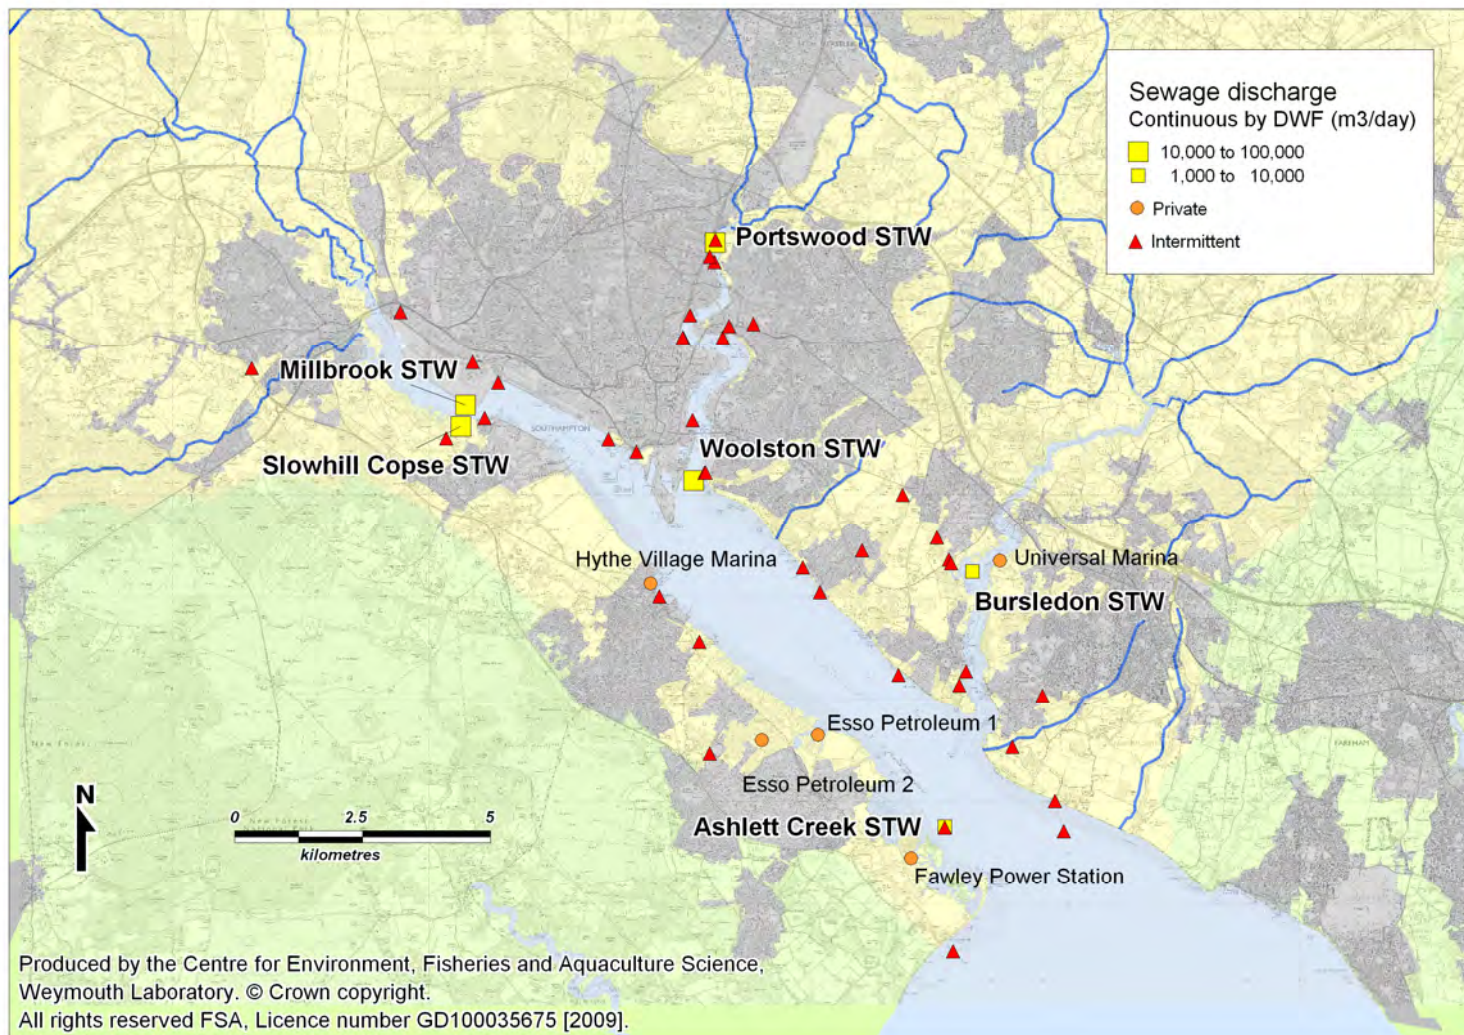 Sewage discharge
Continuous by DWF (m3/day)
10,000 to 100,000
1,000 to 10,000
Private
Intermittent
Portswood STW
Millbrook STW
SOUTHAMPTON
Woolston STW
Slowhill Copse STW
Hythe Village Marina
Universal Marina
Bursledon STW
Esso Petroleum 1
FAREHAM
Esso Petroleum 2
N
0 2.5 5
kilometres
Ashlett Creek STW
Fawley Power Station
Produced by the Centre for Environment, Fisheries and Aquaculture Science,
Weymouth Laboratory. © Crown copyright.
All rights reserved FSA, Licence number GD100035675 [2009].